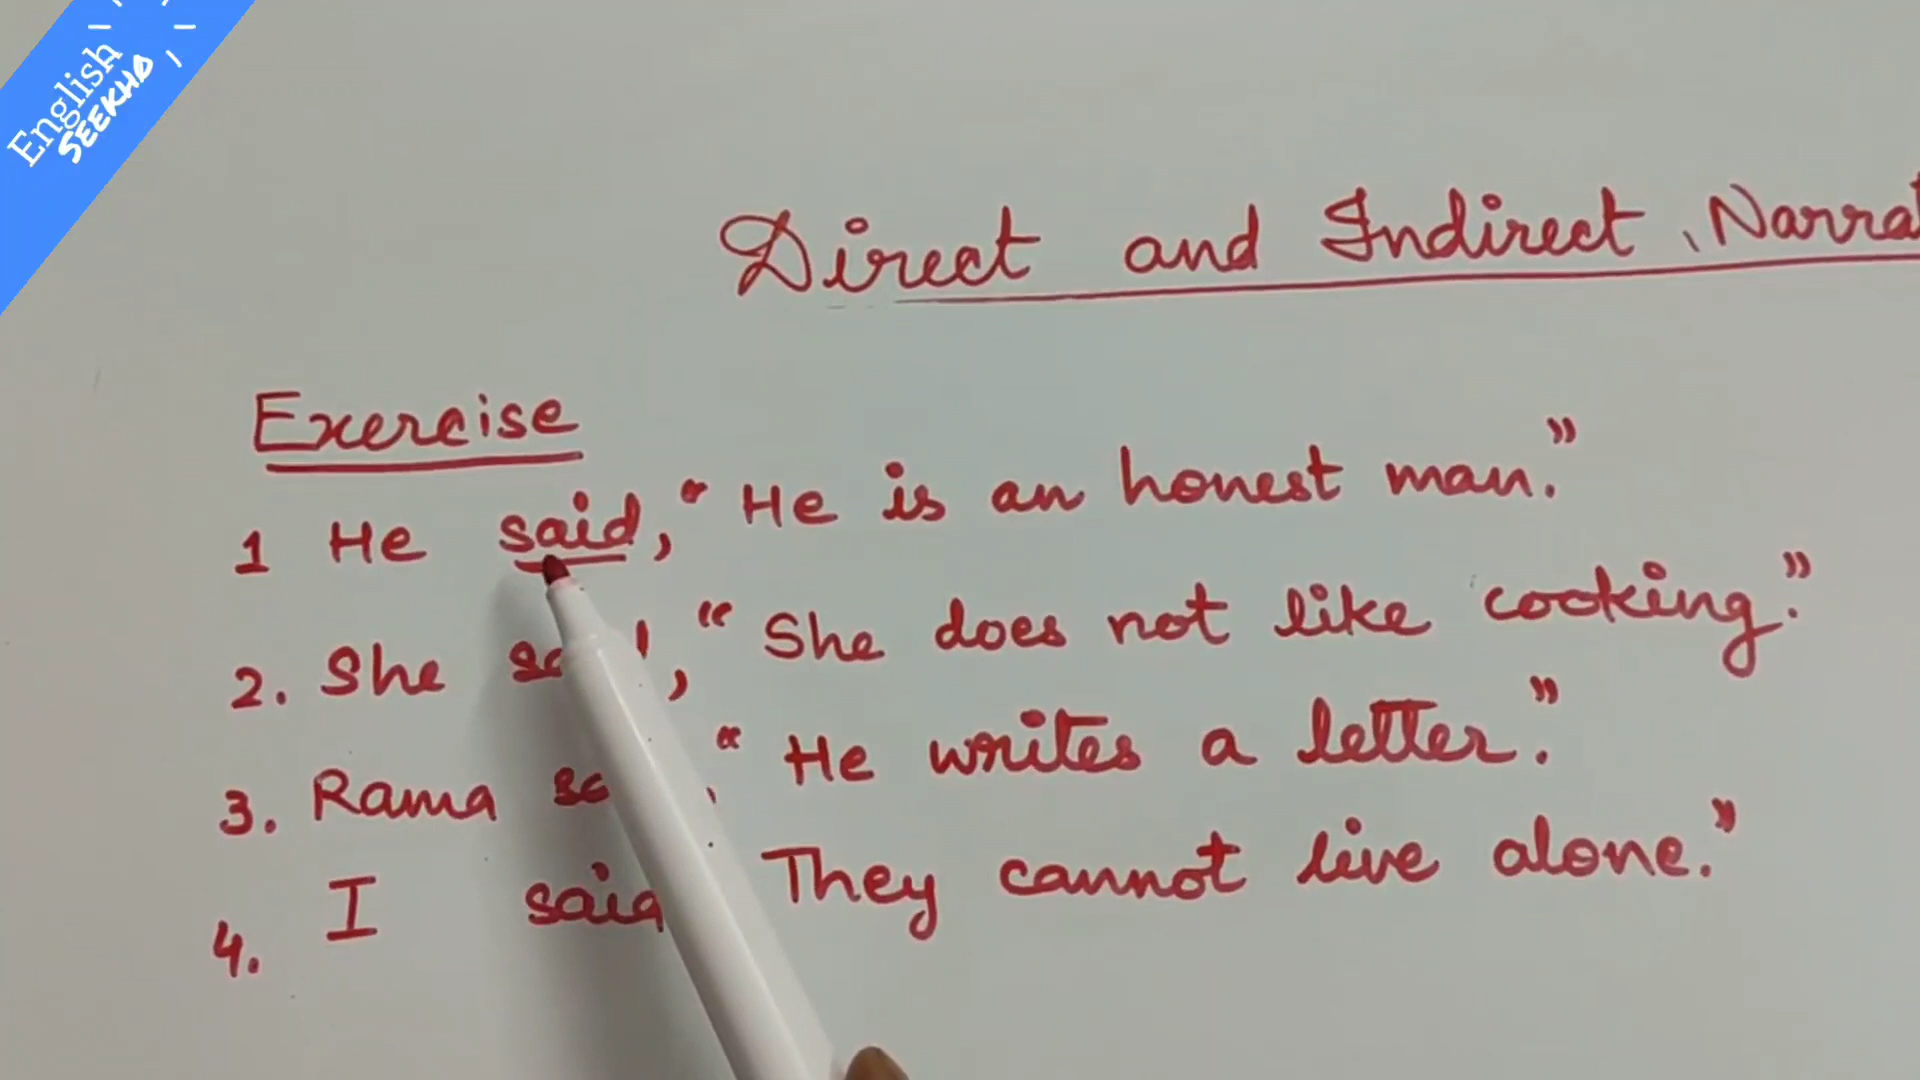 English
SEEKHO
Direct and Indirect Narrat
Exercise
1 He said, “He is an honest man.”
2. She , “She does not like cooking.”
3. Rama “He writes a letter.”
4. I They cannot live alone.”